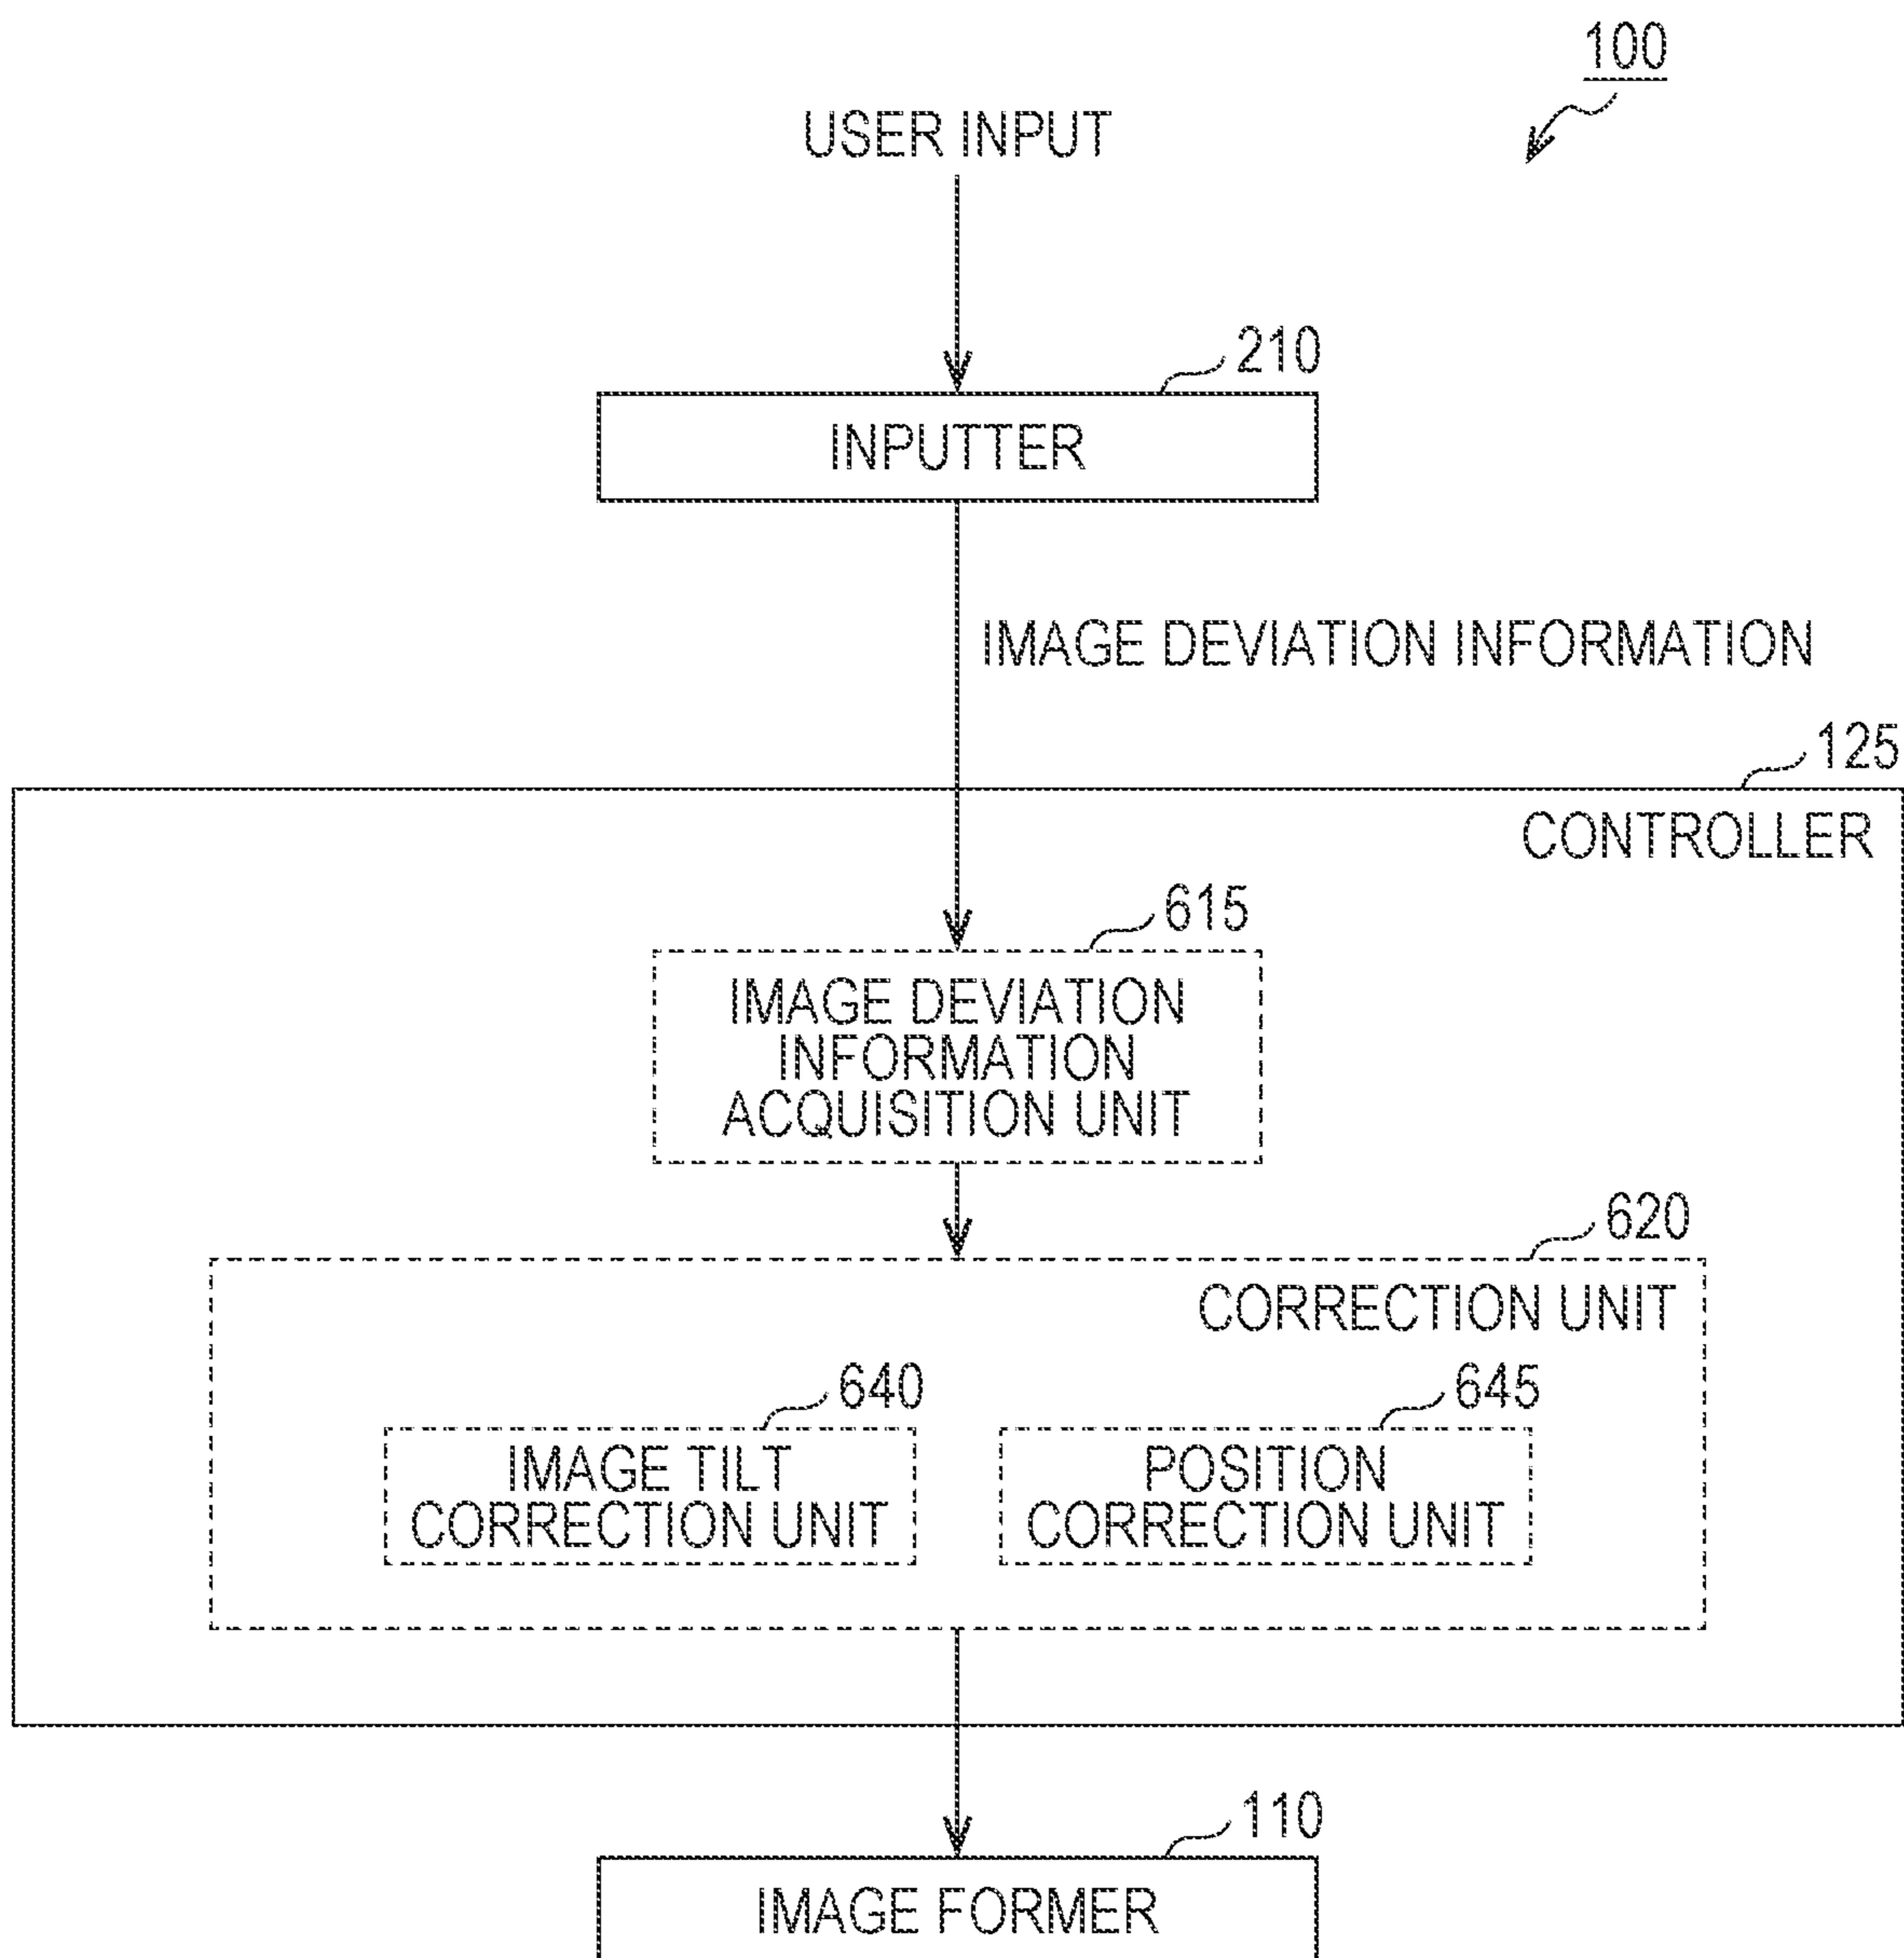 100
USER INPUT
210
INPUTTER
IMAGE DEVIATION INFORMATION
125
CONTROLLER
615
IMAGE DEVIATION
INFORMATION
ACQUISITION UNIT
620
CORRECTION UNIT
640
IMAGE TILT
CORRECTION UNIT
645
POSITION
CORRECTION UNIT
110
IMAGE FORMER